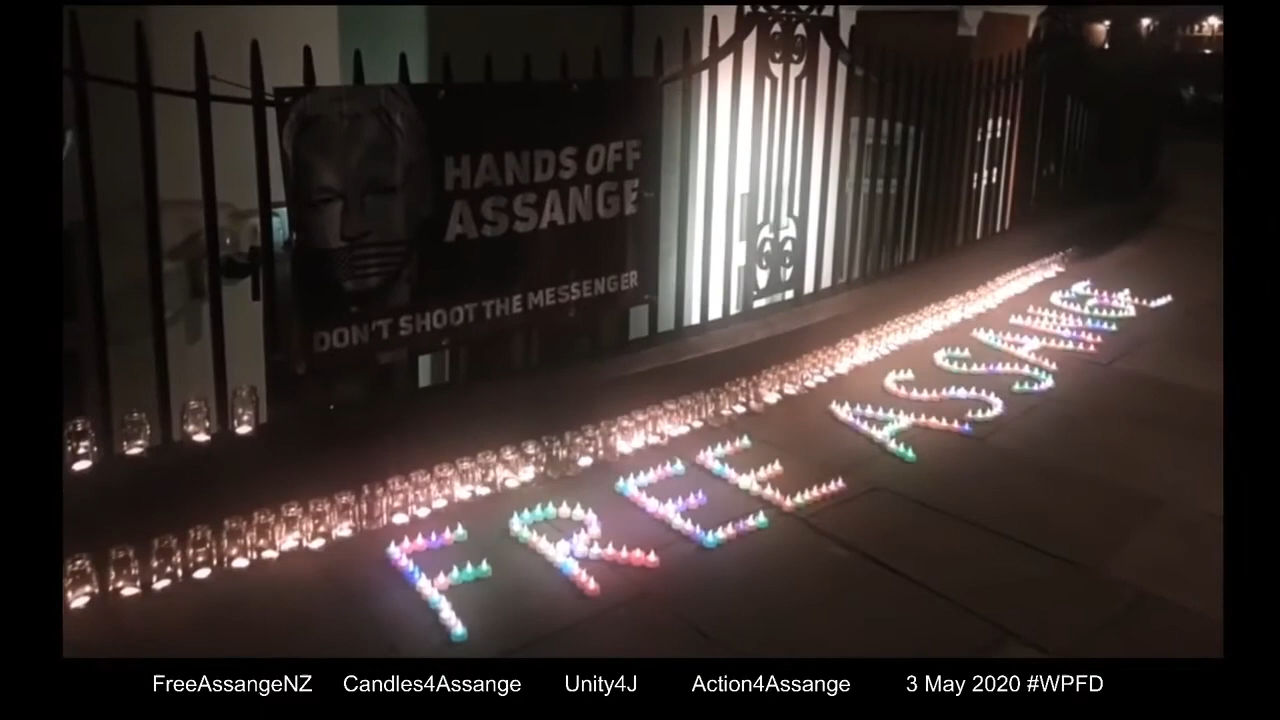 HANDS OFF
ASSANGE
DON'T SHOOT THE MESSENGER
FREE ASSANGE
FreeAssangeNZ Candles4Assange Unity4J Action4Assange 3 May 2020 #WPFD